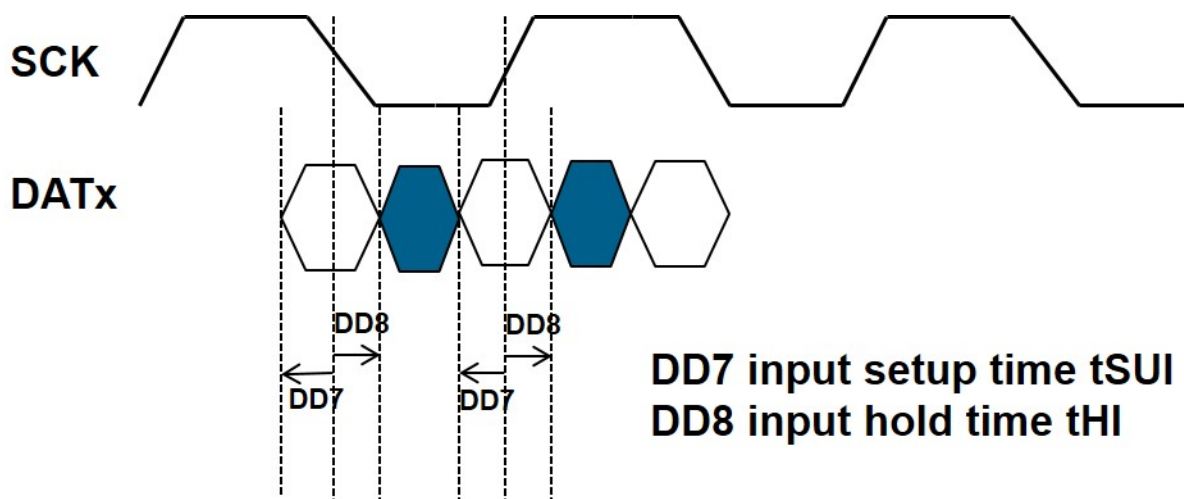 SCK
DATx
DD8
DD8
DD7
DD7
DD7 input setup time tSUI
DD8 input hold time tHI